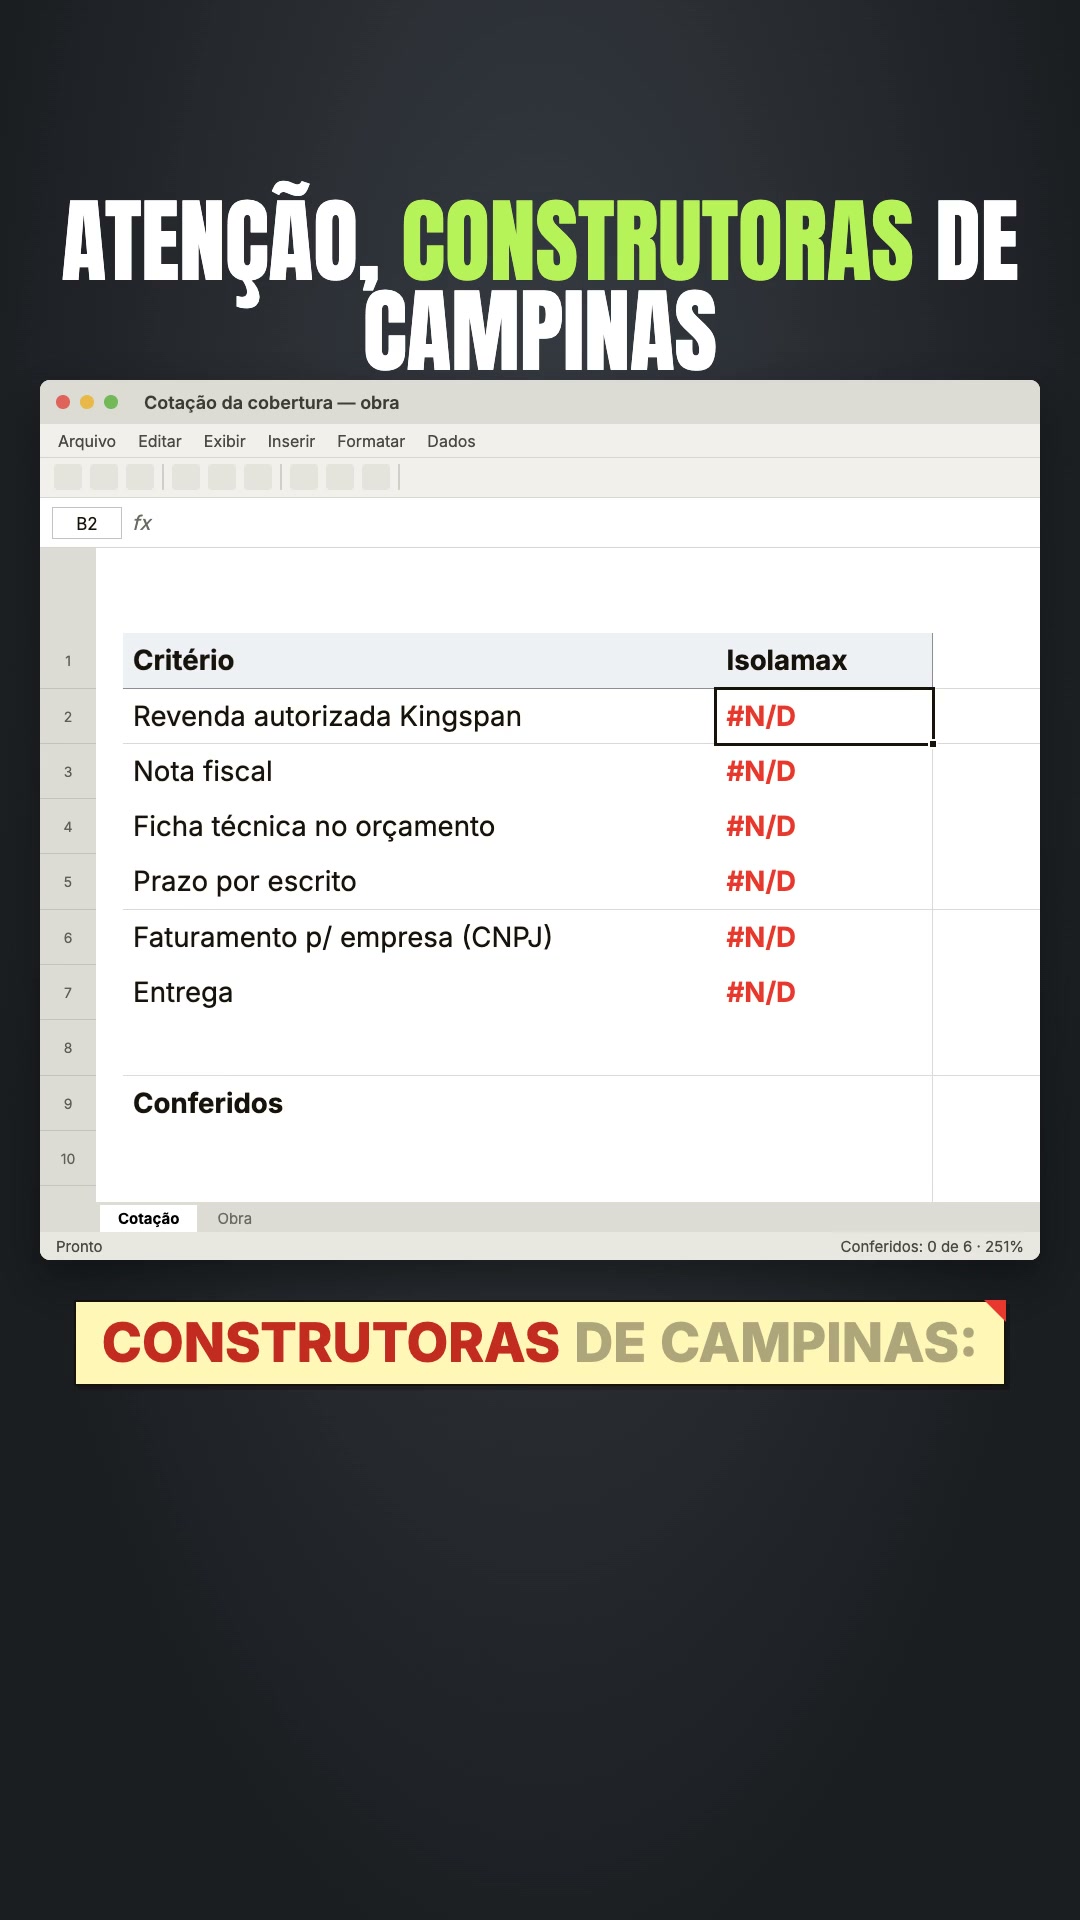 ATENÇÃO, CONSTRUTORAS DE
CAMPINAS
Cotação da cobertura — obra
Arquivo Editar Exibir Inserir Formatar Dados
B2 fx
1 Critério Isolamax
2 Revenda autorizada Kingspan #N/D
3 Nota fiscal #N/D
4 Ficha técnica no orçamento #N/D
5 Prazo por escrito #N/D
6 Faturamento p/ empresa (CNPJ) #N/D
7 Entrega #N/D
8
9 Conferidos
10
Cotação Obra
Pronto Conferidos: 0 de 6 · 251%
CONSTRUTORAS DE CAMPINAS: